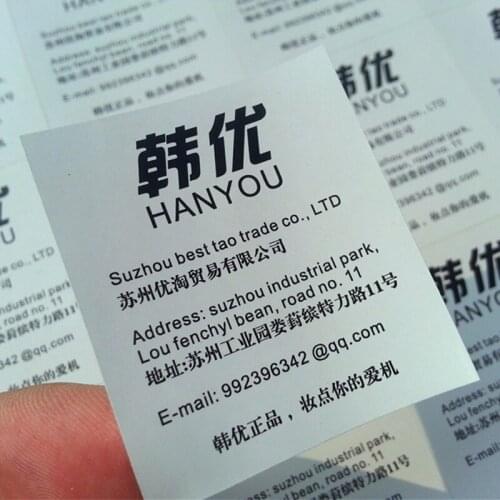 韩优
HANYOU
Suzhou best tao trade co., LTD
苏州优淘贸易有限公司
Address: suzhou industrial park,
Lou fenchyl bean, road no. 11
地址:苏州工业园娄葑缤特力路11号
E-mail: 992396342 @qq.com
韩优正品，妆点你的爱机